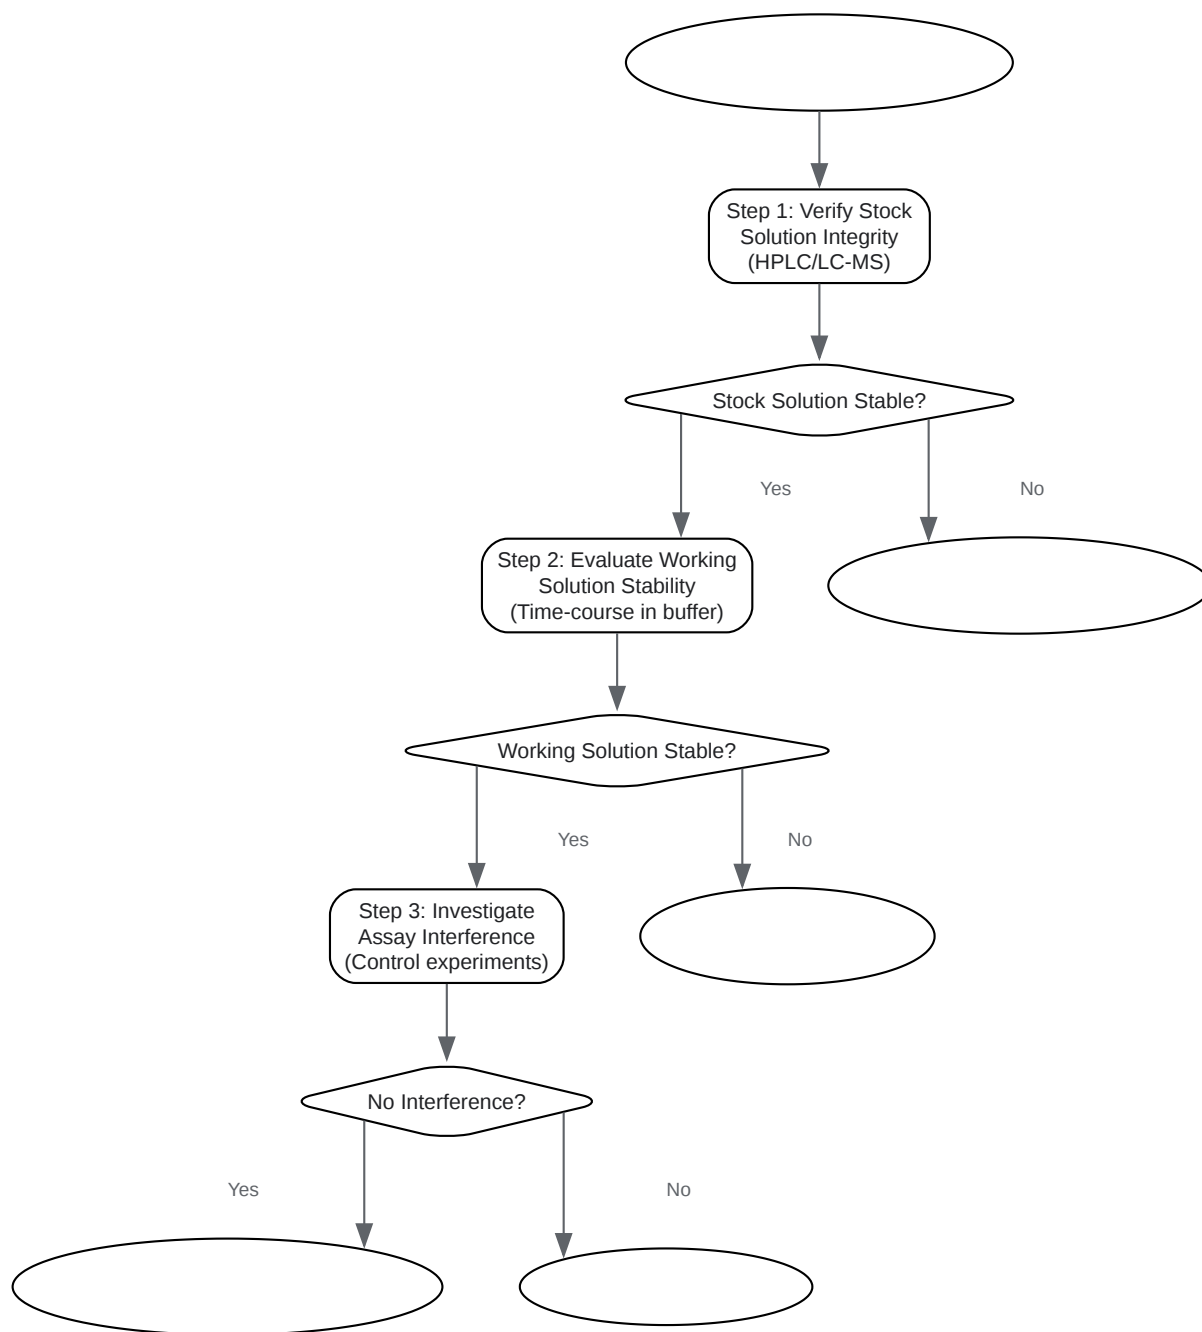 Step 1: Verify Stock
Solution Integrity
(HPLC/LC-MS)
Stock Solution Stable?
Yes
No
Step 2: Evaluate Working
Solution Stability
(Time-course in buffer)
Working Solution Stable?
Yes
No
Step 3: Investigate
Assay Interference
(Control experiments)
No Interference?
Yes
No